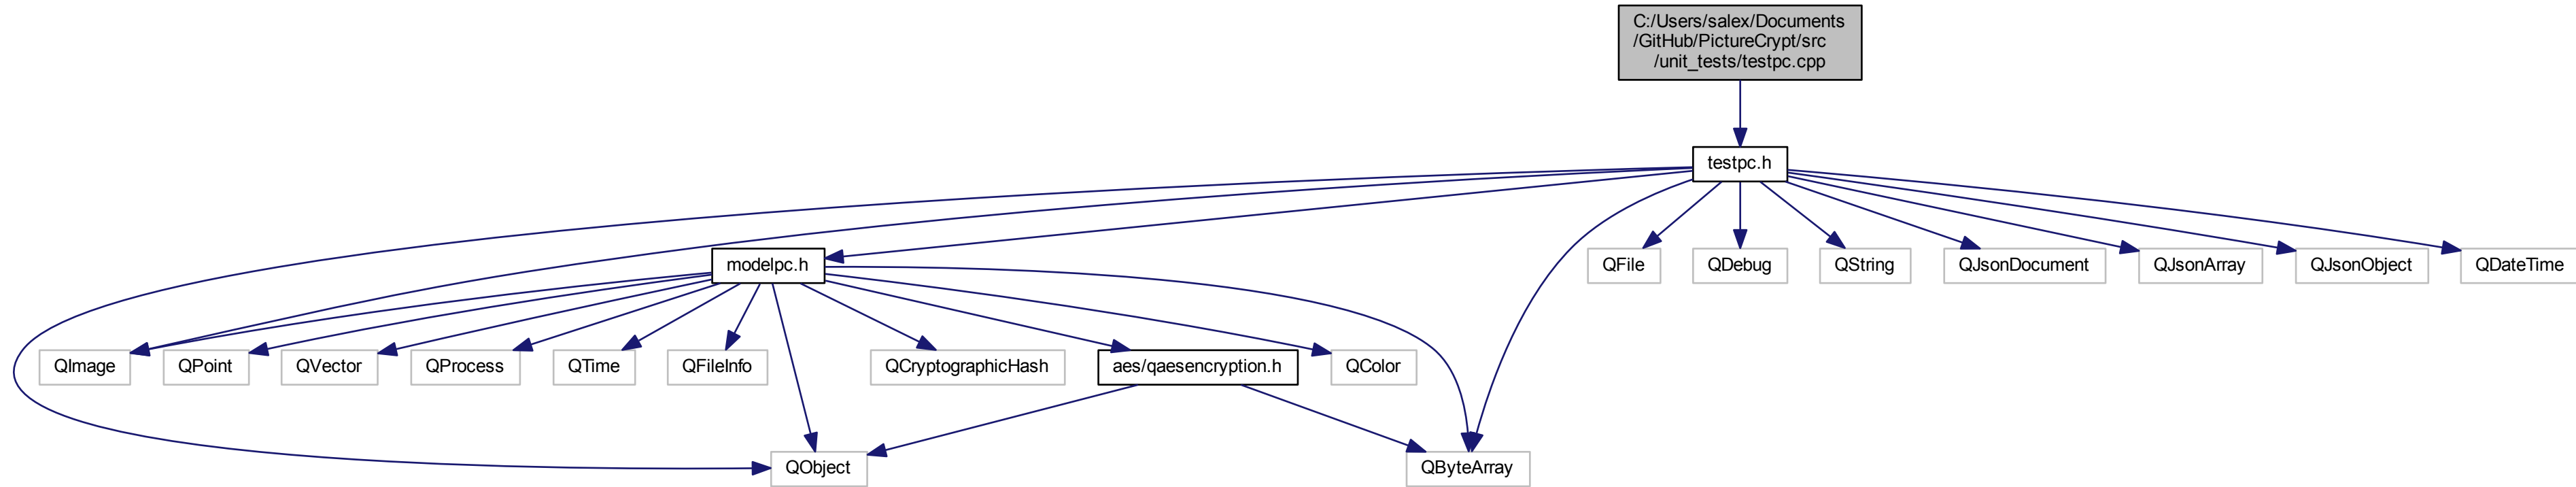 C:/Users/salex/Documents
/GitHub/PictureCrypt/src
/unit_tests/testpc.cpp
testpc.h
modelpc.h
QFile
QDebug
QString
QJsonDocument
QJsonArray
QJsonObject
QDateTime
QImage
QPoint
QVector
QProcess
QTime
QFileInfo
QCryptographicHash
aes/qaesencryption.h
QColor
QObject
QByteArray